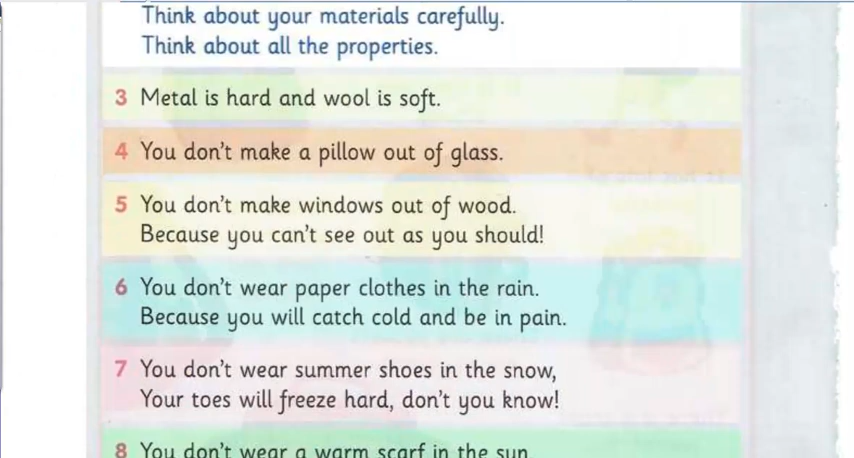 Think about your materials carefully.
Think about all the properties.
3 Metal is hard and wool is soft.
4 You don't make a pillow out of glass.
5 You don't make windows out of wood.
Because you can't see out as you should!
6 You don't wear paper clothes in the rain.
Because you will catch cold and be in pain.
7 You don't wear summer shoes in the snow,
Your toes will freeze hard, don't you know!
8 You don't wear a warm scarf in the sun